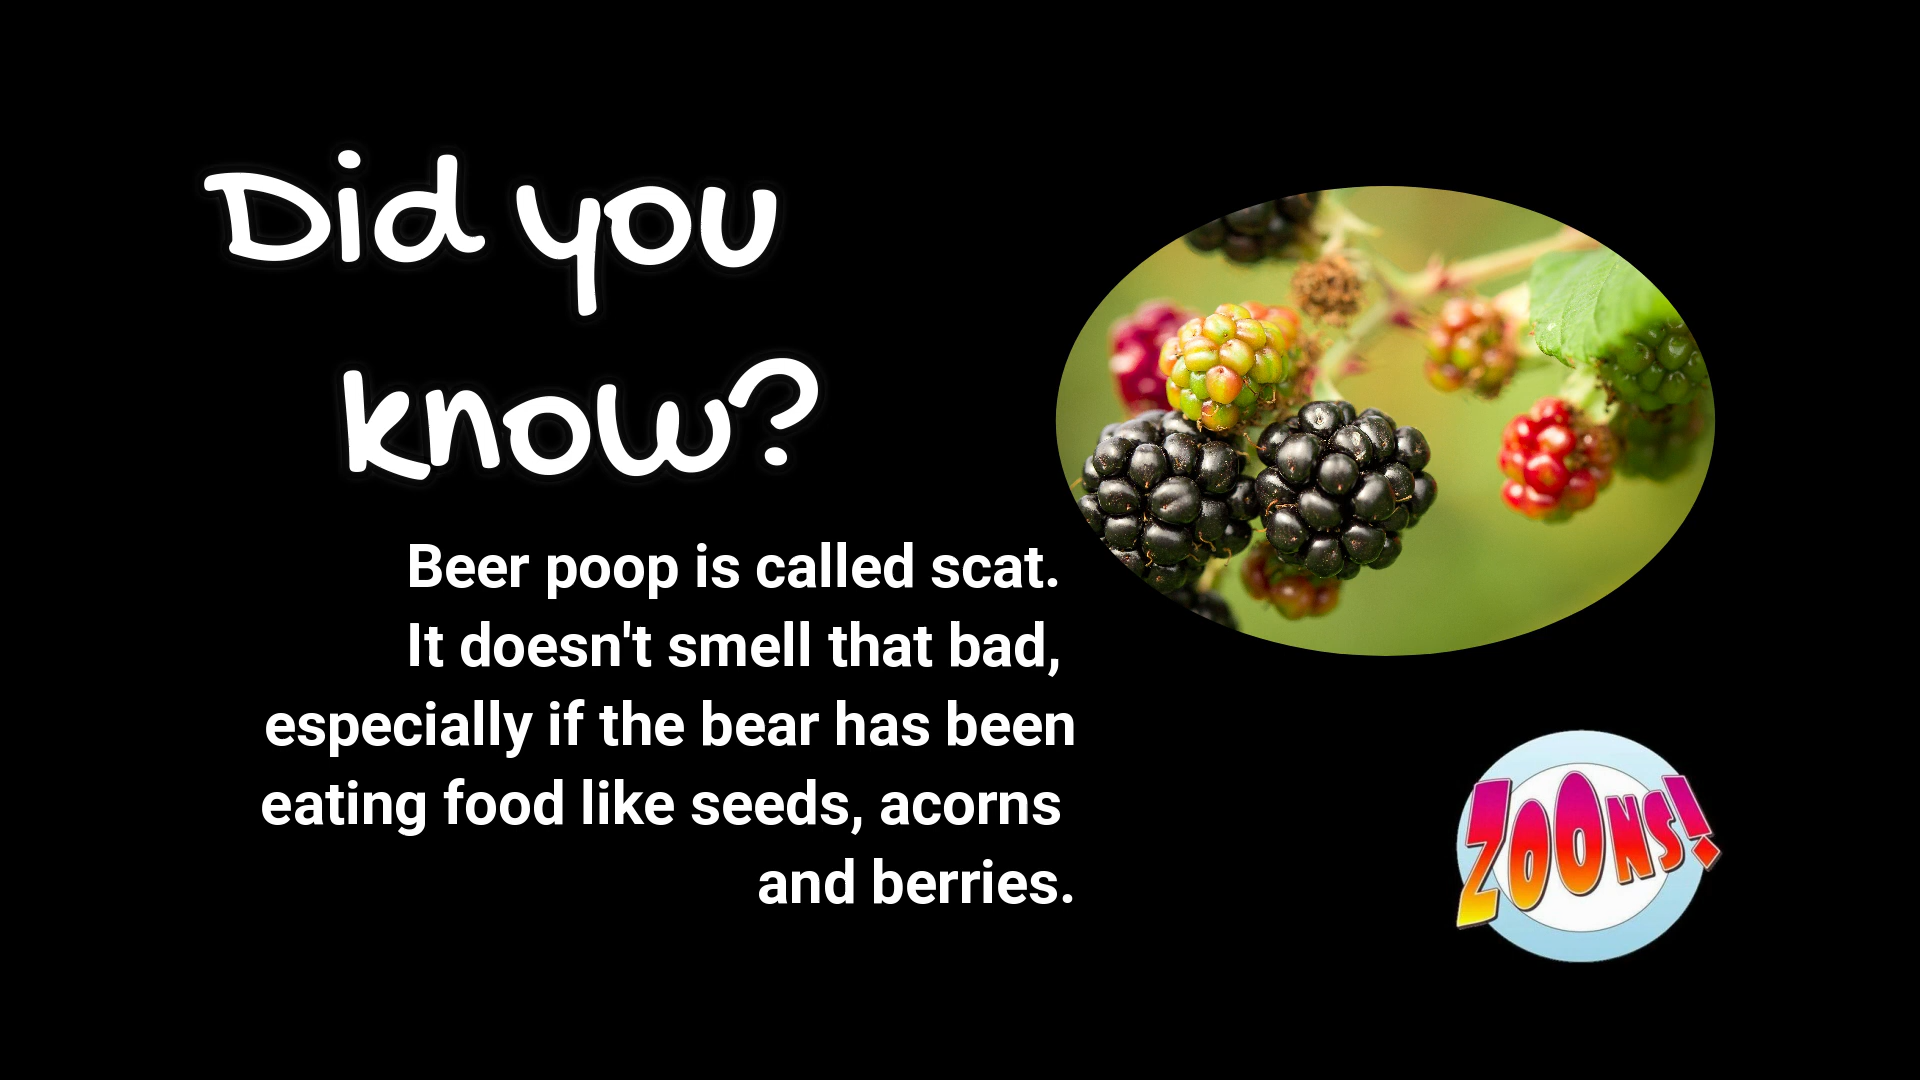 Did you
know?
Beer poop is called scat.
It doesn't smell that bad,
especially if the bear has been
eating food like seeds, acorns
and berries.
ZOONS!